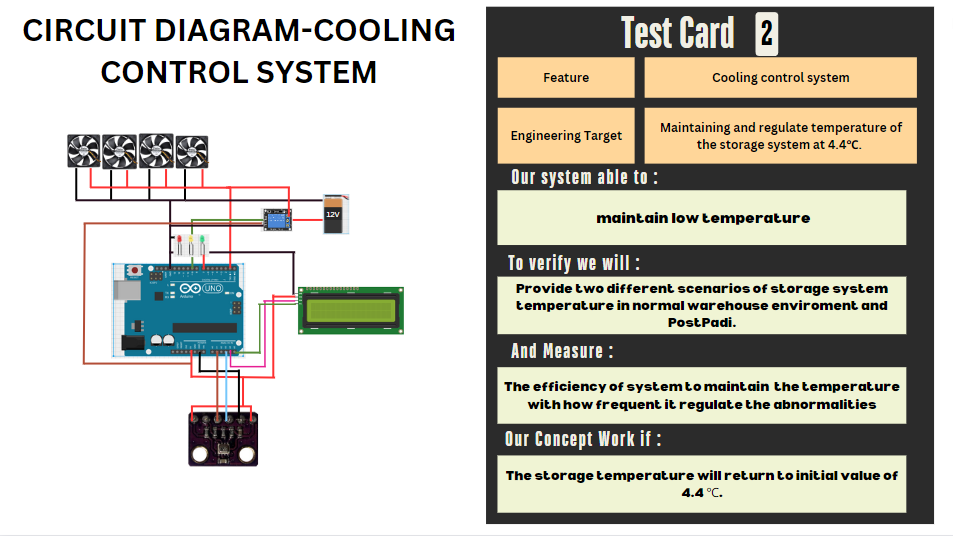 CIRCUIT DIAGRAM-COOLING
CONTROL SYSTEM
12V
UNO
Arduino
Test Card 2
Feature
Cooling control system
Engineering Target
Maintaining and regulate temperature of
the storage system at 4.4°C.
Our system able to :
maintain low temperature
To verify we will :
Provide two different scenarios of storage system
temperature in normal warehouse enviroment and
PostPadi.
And Measure :
The efficiency of system to maintain the temperature
with how frequent it regulate the abnormalities
Our Concept Work if :
The storage temperature will return to initial value of
4.4 °C.